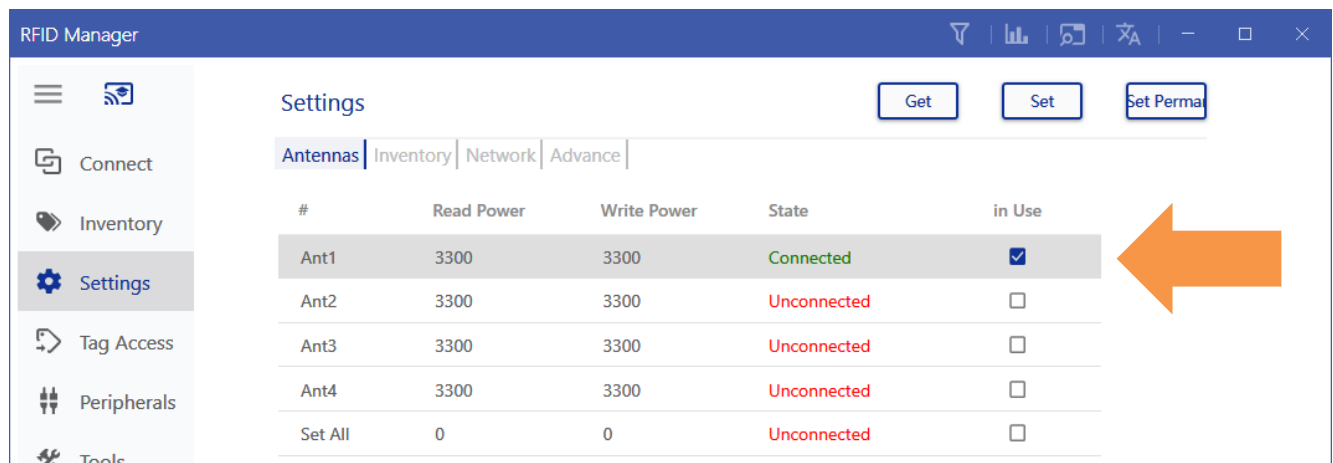 RFID Manager
Settings
Get
Set
Set Perma
Connect
Inventory
Settings
Tag Access
Peripherals
Tools
Antennas Inventory Network Advance
# Read Power Write Power State in Use
Ant1 3300 3300 Connected
Ant2 3300 3300 Unconnected
Ant3 3300 3300 Unconnected
Ant4 3300 3300 Unconnected
Set All 0 0 Unconnected